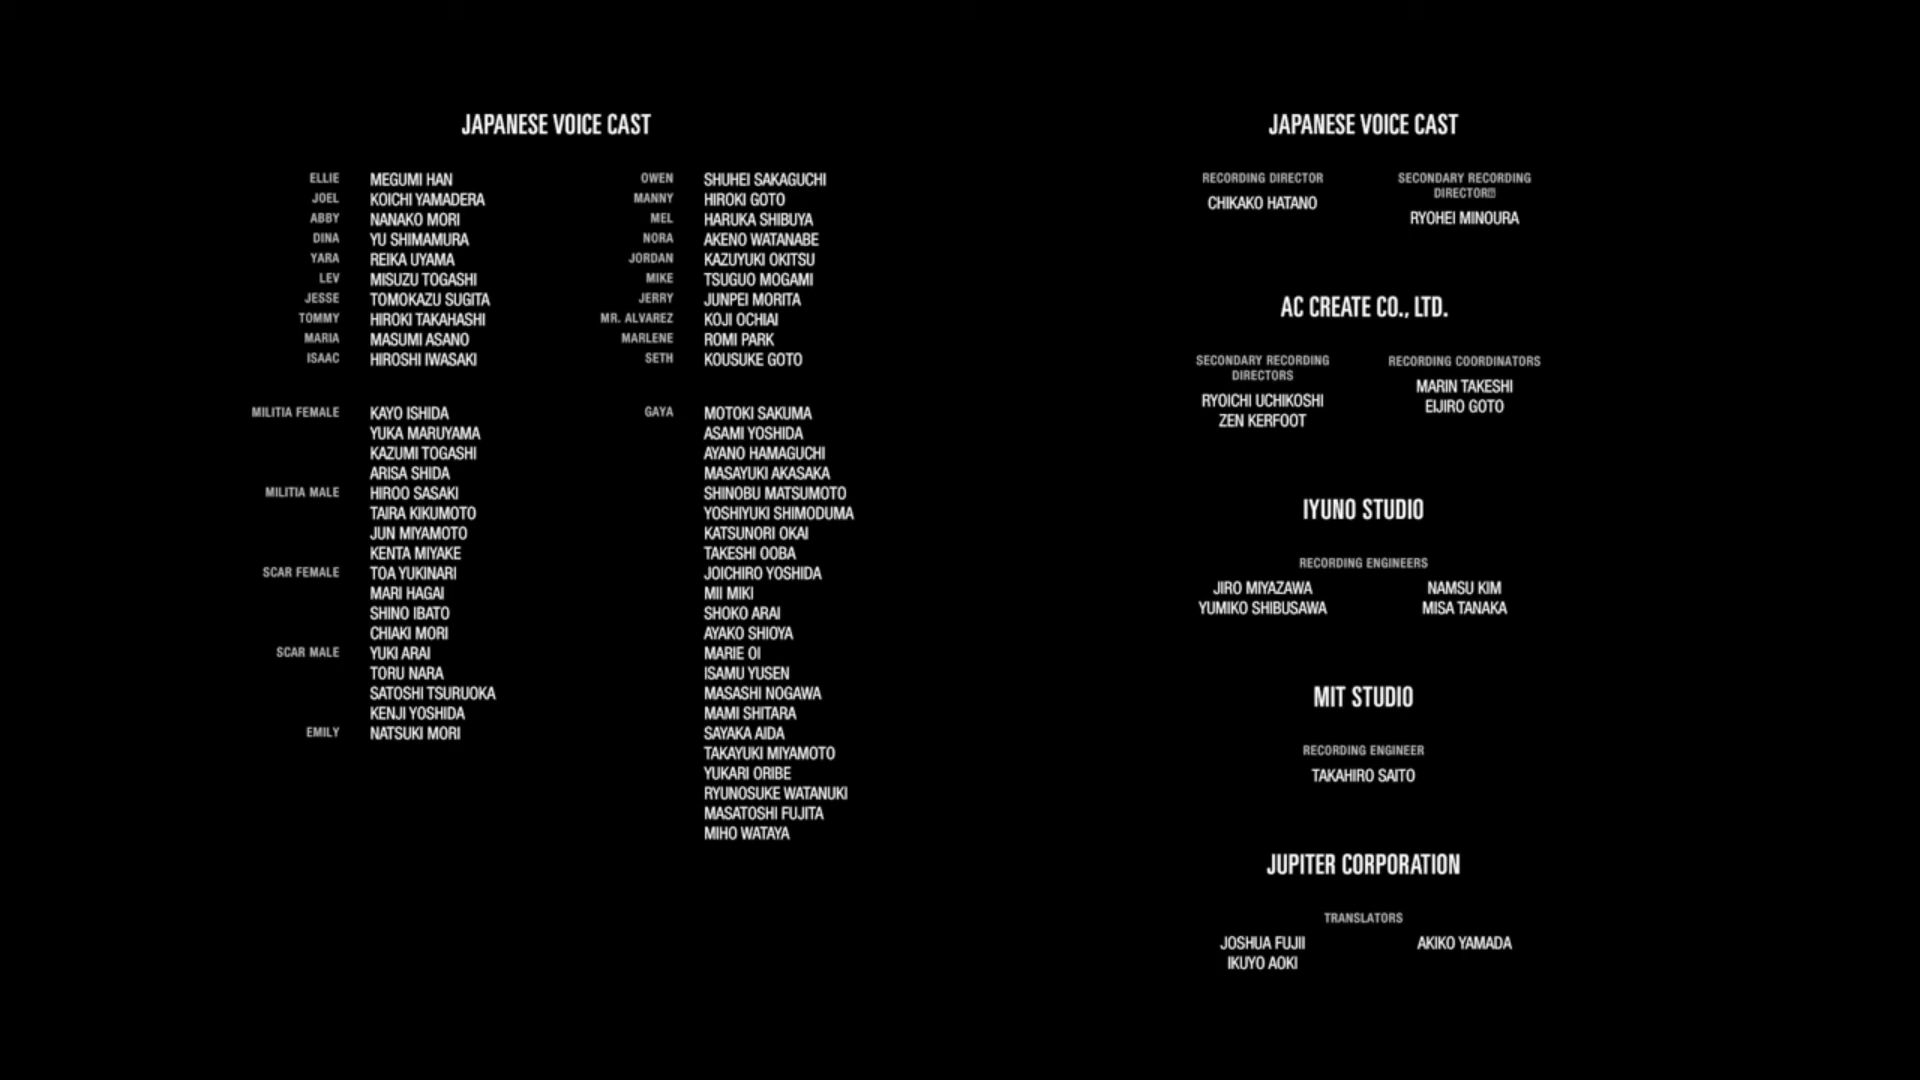 JAPANESE VOICE CAST
ELLIE MEGUMI HAN
JOEL KOICHI YAMADERA
ABBY NANAKO MORI
DINA YU SHIMAMURA
YARA REIKA UYAMA
LEV MISUZU TOGASHI
JESSE TOMOKAZU SUGITA
TOMMY HIROKI TAKAHASHI
MARIA MASUMI ASANO
ISAAC HIROSHI IWASAKI
OWEN SHUHEI SAKAGUCHI
MANNY HIROKI GOTO
MEL HARUKA SHIBUYA
NORA AKENO WATANABE
JORDAN KAZUYUKI OKITSU
MIKE TSUGUO MOGAMI
JERRY JUNPEI MORITA
MR. ALVAREZ KOJI OCHIAI
MARLENE ROMI PARK
SETH KOUSUKE GOTO
MILITIA FEMALE KAYO ISHIDA
YUKA MARUYAMA
KAZUMI TOGASHI
ARISA SHIDA
MILITIA MALE HIROO SASAKI
TAIRA KIKUMOTO
JUN MIYAMOTO
KENTA MIYAKE
SCAR FEMALE TOA YUKINARI
MARI HAGAI
SHINO IBATO
CHIAKI MORI
SCAR MALE YUKI ARAI
TORU NARA
SATOSHI TSURUOKA
KENJI YOSHIDA
EMILY NATSUKI MORI
GAYA MOTOKI SAKUMA
ASAMI YOSHIDA
AYANO HAMAGUCHI
MASAYUKI AKASAKA
SHINOBU MATSUMOTO
YOSHIYUKI SHIMODUMA
KATSUNORI OKAI
TAKESHI OOBA
JOICHIRO YOSHIDA
MII MIKI
SHOKO ARAI
AYAKO SHIOYA
MARIE OI
ISAMU YUSEN
MASASHI NOGAWA
MAMI SHITARA
SAYAKA AIDA
TAKAYUKI MIYAMOTO
YUKARI ORIBE
RYUNOSUKE WATANUKI
MASATOSHI FUJITA
MIHO WATAYA
JAPANESE VOICE CAST
RECORDING DIRECTOR
CHIKAKO HATANO
SECONDARY RECORDING
DIRECTOR
RYOHEI MINOURA
AC CREATE CO., LTD.
SECONDARY RECORDING
DIRECTORS
RYOICHI UCHIKOSHI
ZEN KERFOOT
RECORDING COORDINATORS
MARIN TAKESHI
EIJIRO GOTO
IYUNO STUDIO
RECORDING ENGINEERS
JIRO MIYAZAWA
YUMIKO SHIBUSAWA
NAMSU KIM
MISA TANAKA
MIT STUDIO
RECORDING ENGINEER
TAKAHIRO SAITO
JUPITER CORPORATION
TRANSLATORS
JOSHUA FUJII
IKUYO AOKI
AKIKO YAMADA